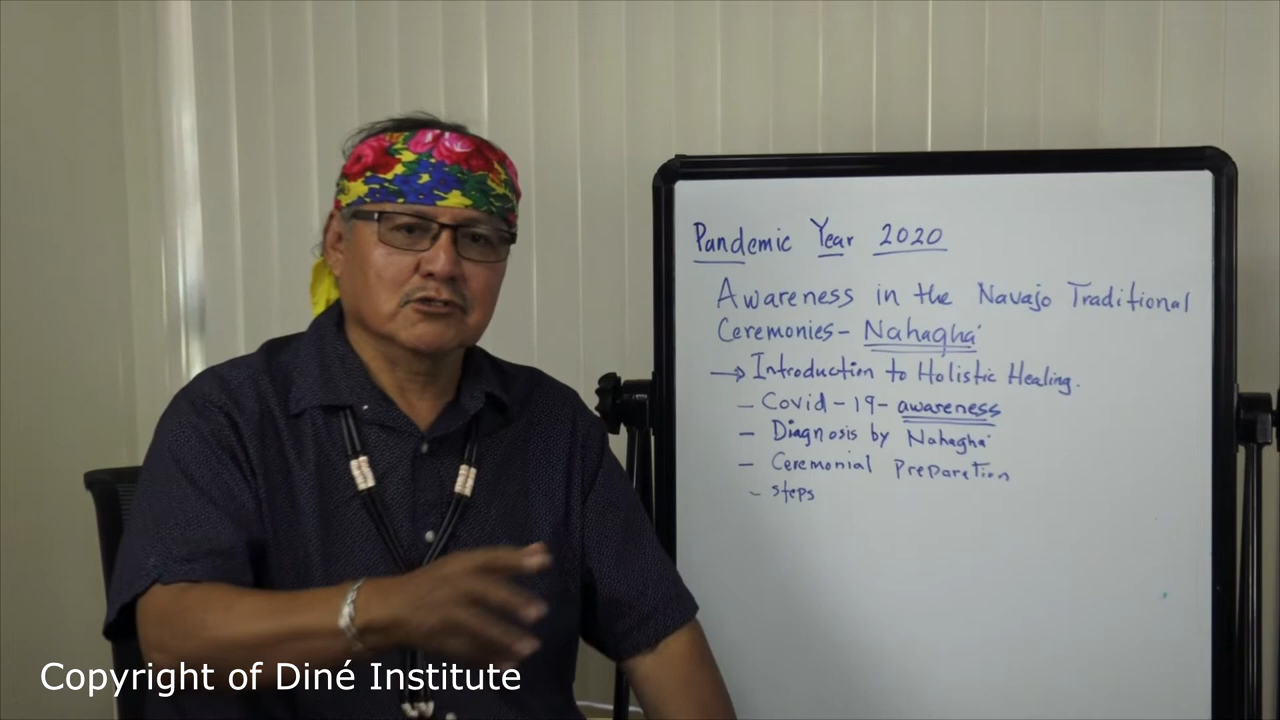 Pandemic Year 2020
Awareness in the Navajo Traditional
Ceremonies- Nahaghá
→ Introduction to Holistic Healing.
- Covid-19- awareness
- Diagnosis by Nahaghá
- Ceremonial Preparation
- steps
Copyright of Diné Institute